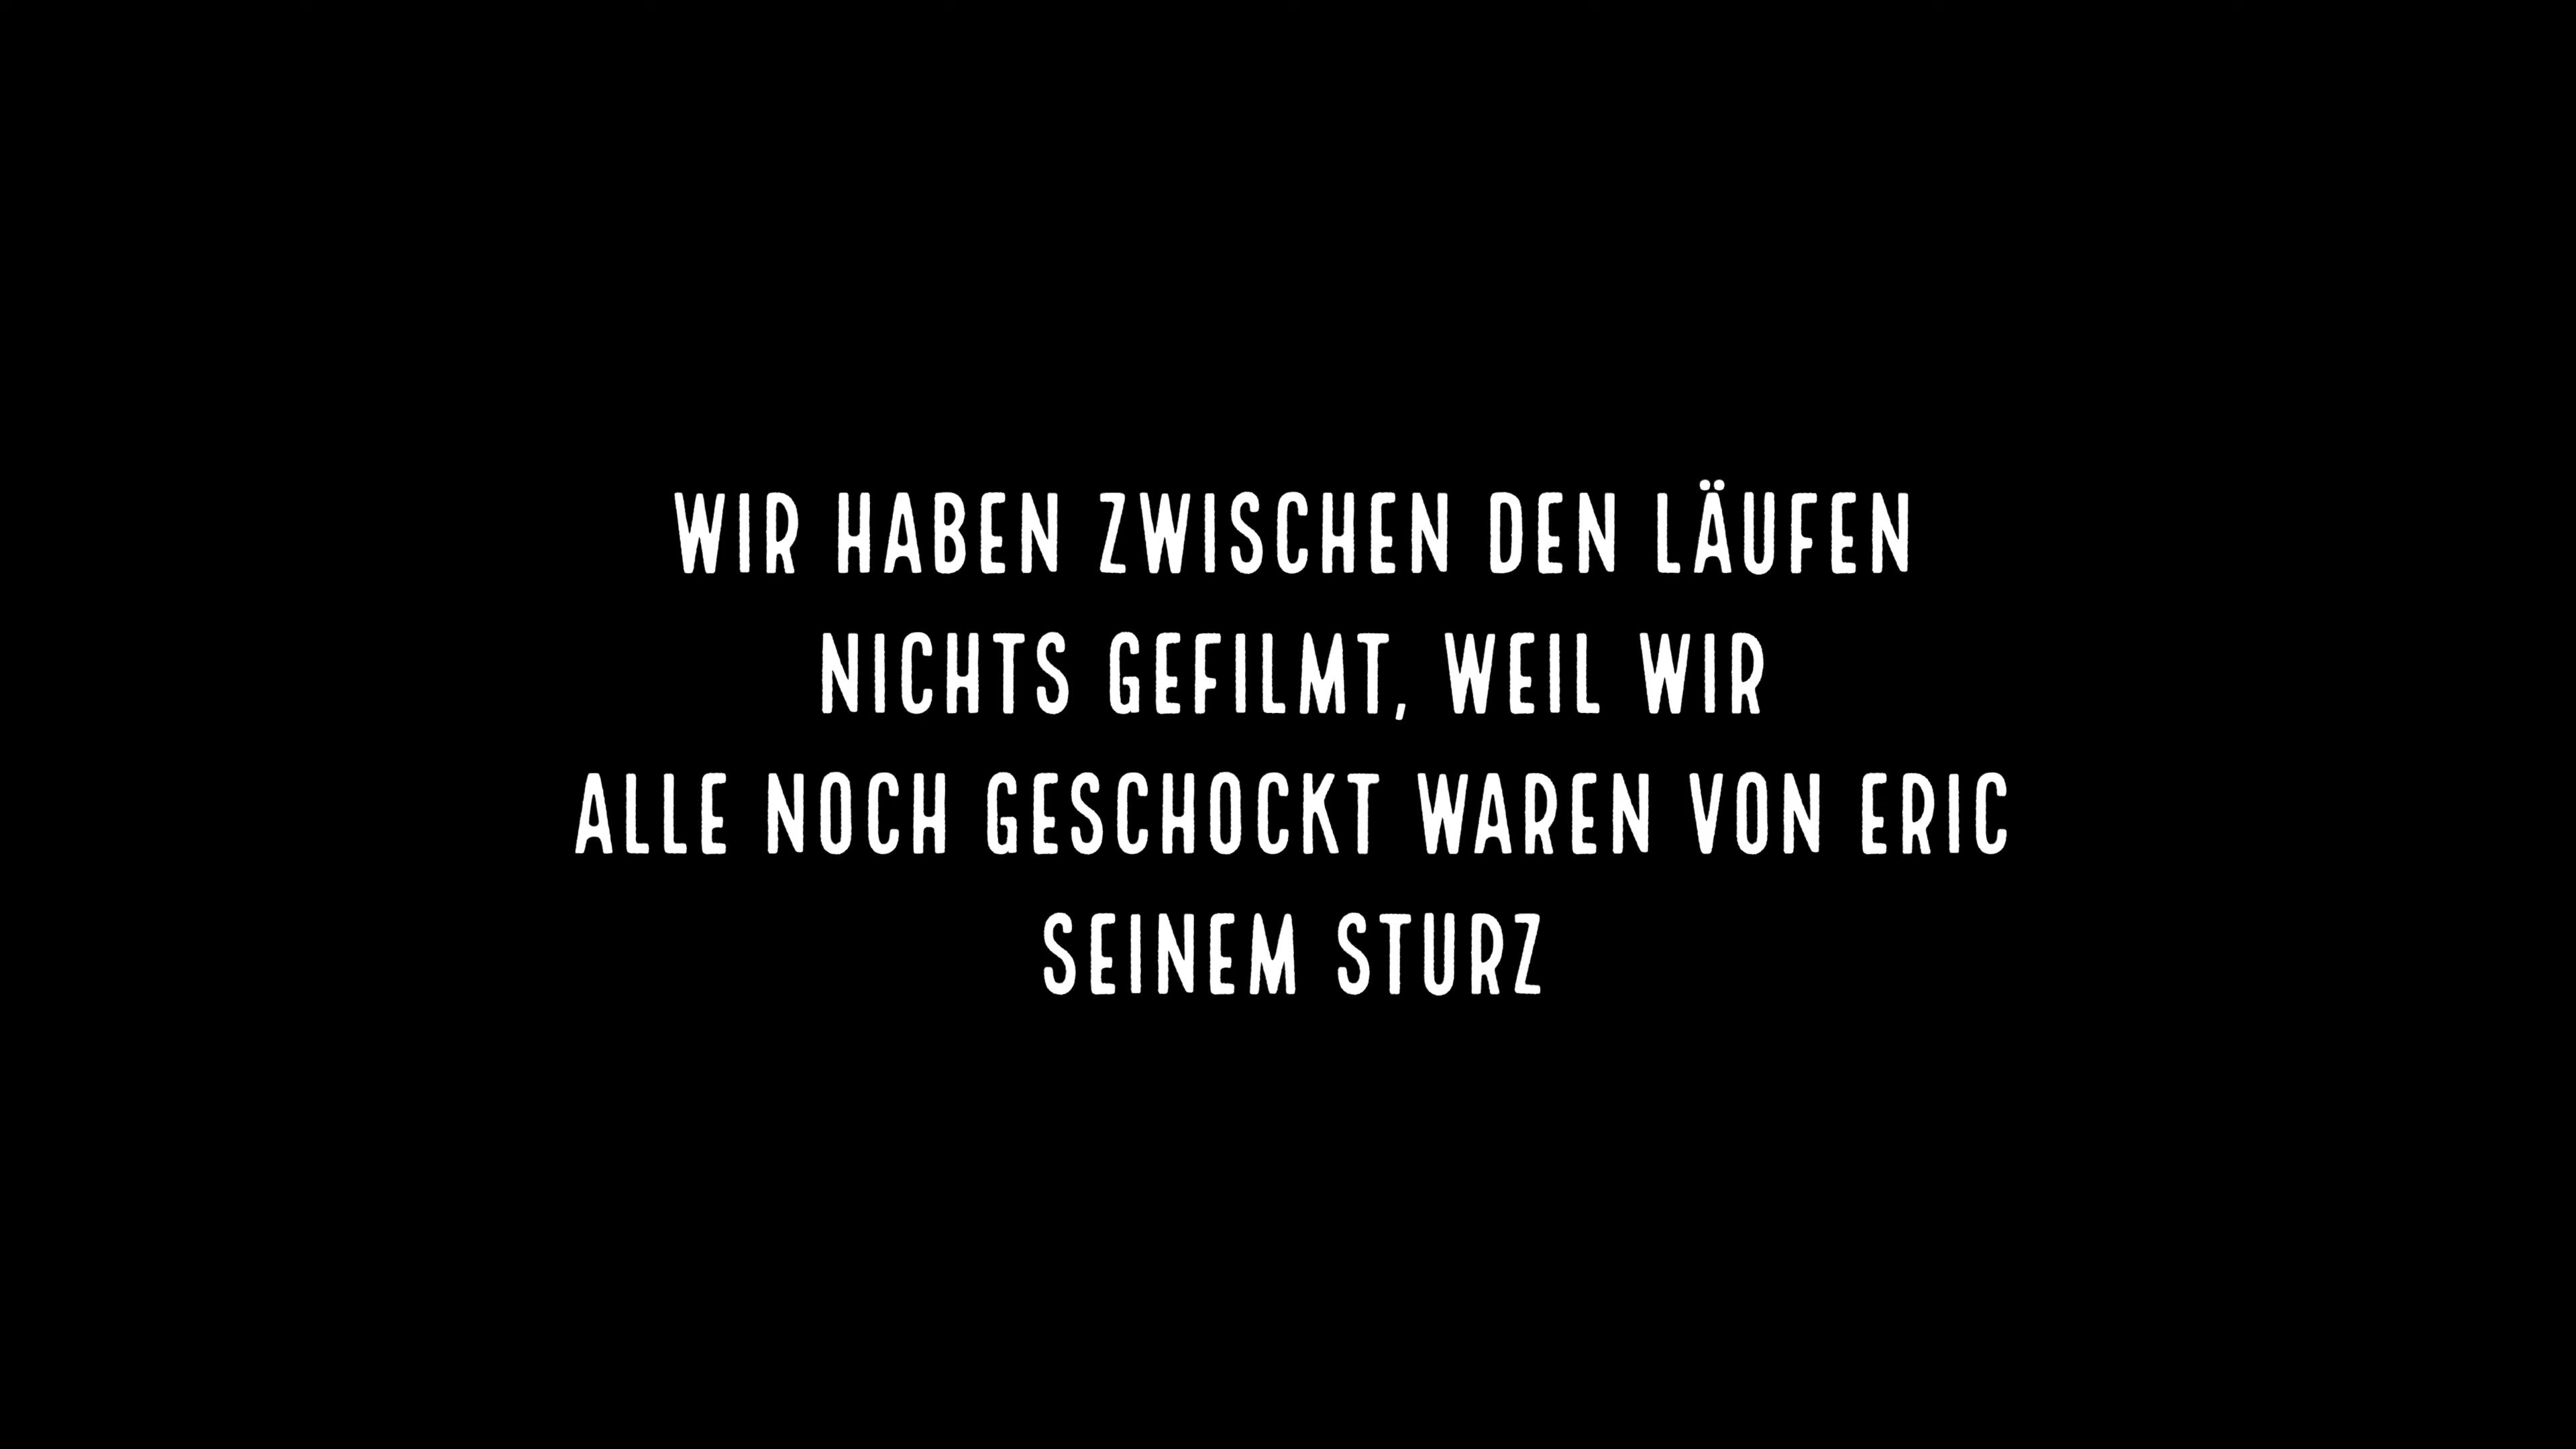 WIR HABEN ZWISCHEN DEN LÄUFEN
NICHTS GEFILMT, WEIL WIR
ALLE NOCH GESCHOCKT WAREN VON ERIC
SEINEM STURZ